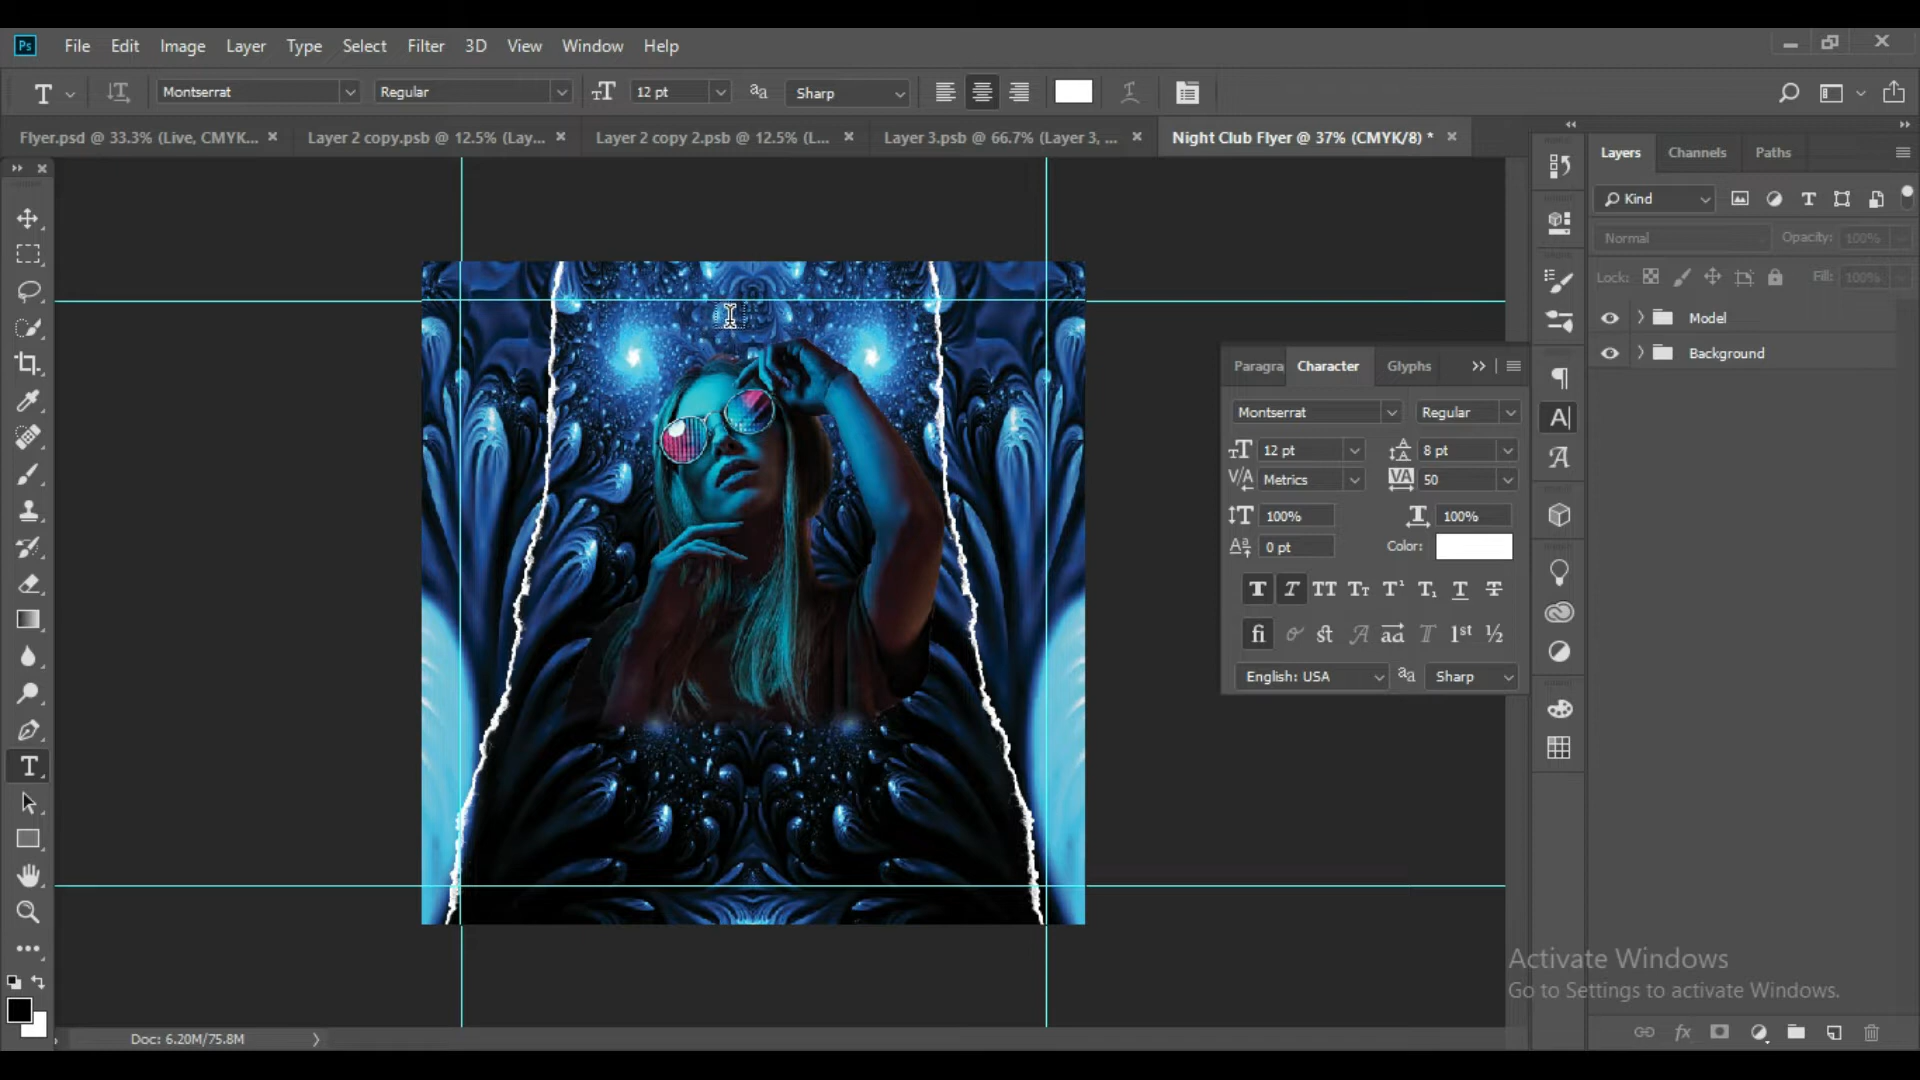 Ps File Edit Image Layer Type Select Filter 3D View Window Help
T Montserrat Regular 12 pt Sharp
Flyer.psd @ 33.3% (Live, CMYK... × Layer 2 copy.psb @ 12.5% (Lay... × Layer 2 copy 2.psb @ 12.5% (L... × Layer 3.psb @ 66.7% (Layer 3, ... × Night Club Flyer @ 37% (CMYK/8) * ×
Layers Channels Paths
Kind
Normal Opacity: 100%
Lock: Fill: 100%
Model
Background
Paragra Character Glyphs
Montserrat Regular
12 pt 8 pt
Metrics 50
100% 100%
0 pt Color:
English: USA Sharp
Activate Windows
Go to Settings to activate Windows.
Doc: 6.20M/75.8M